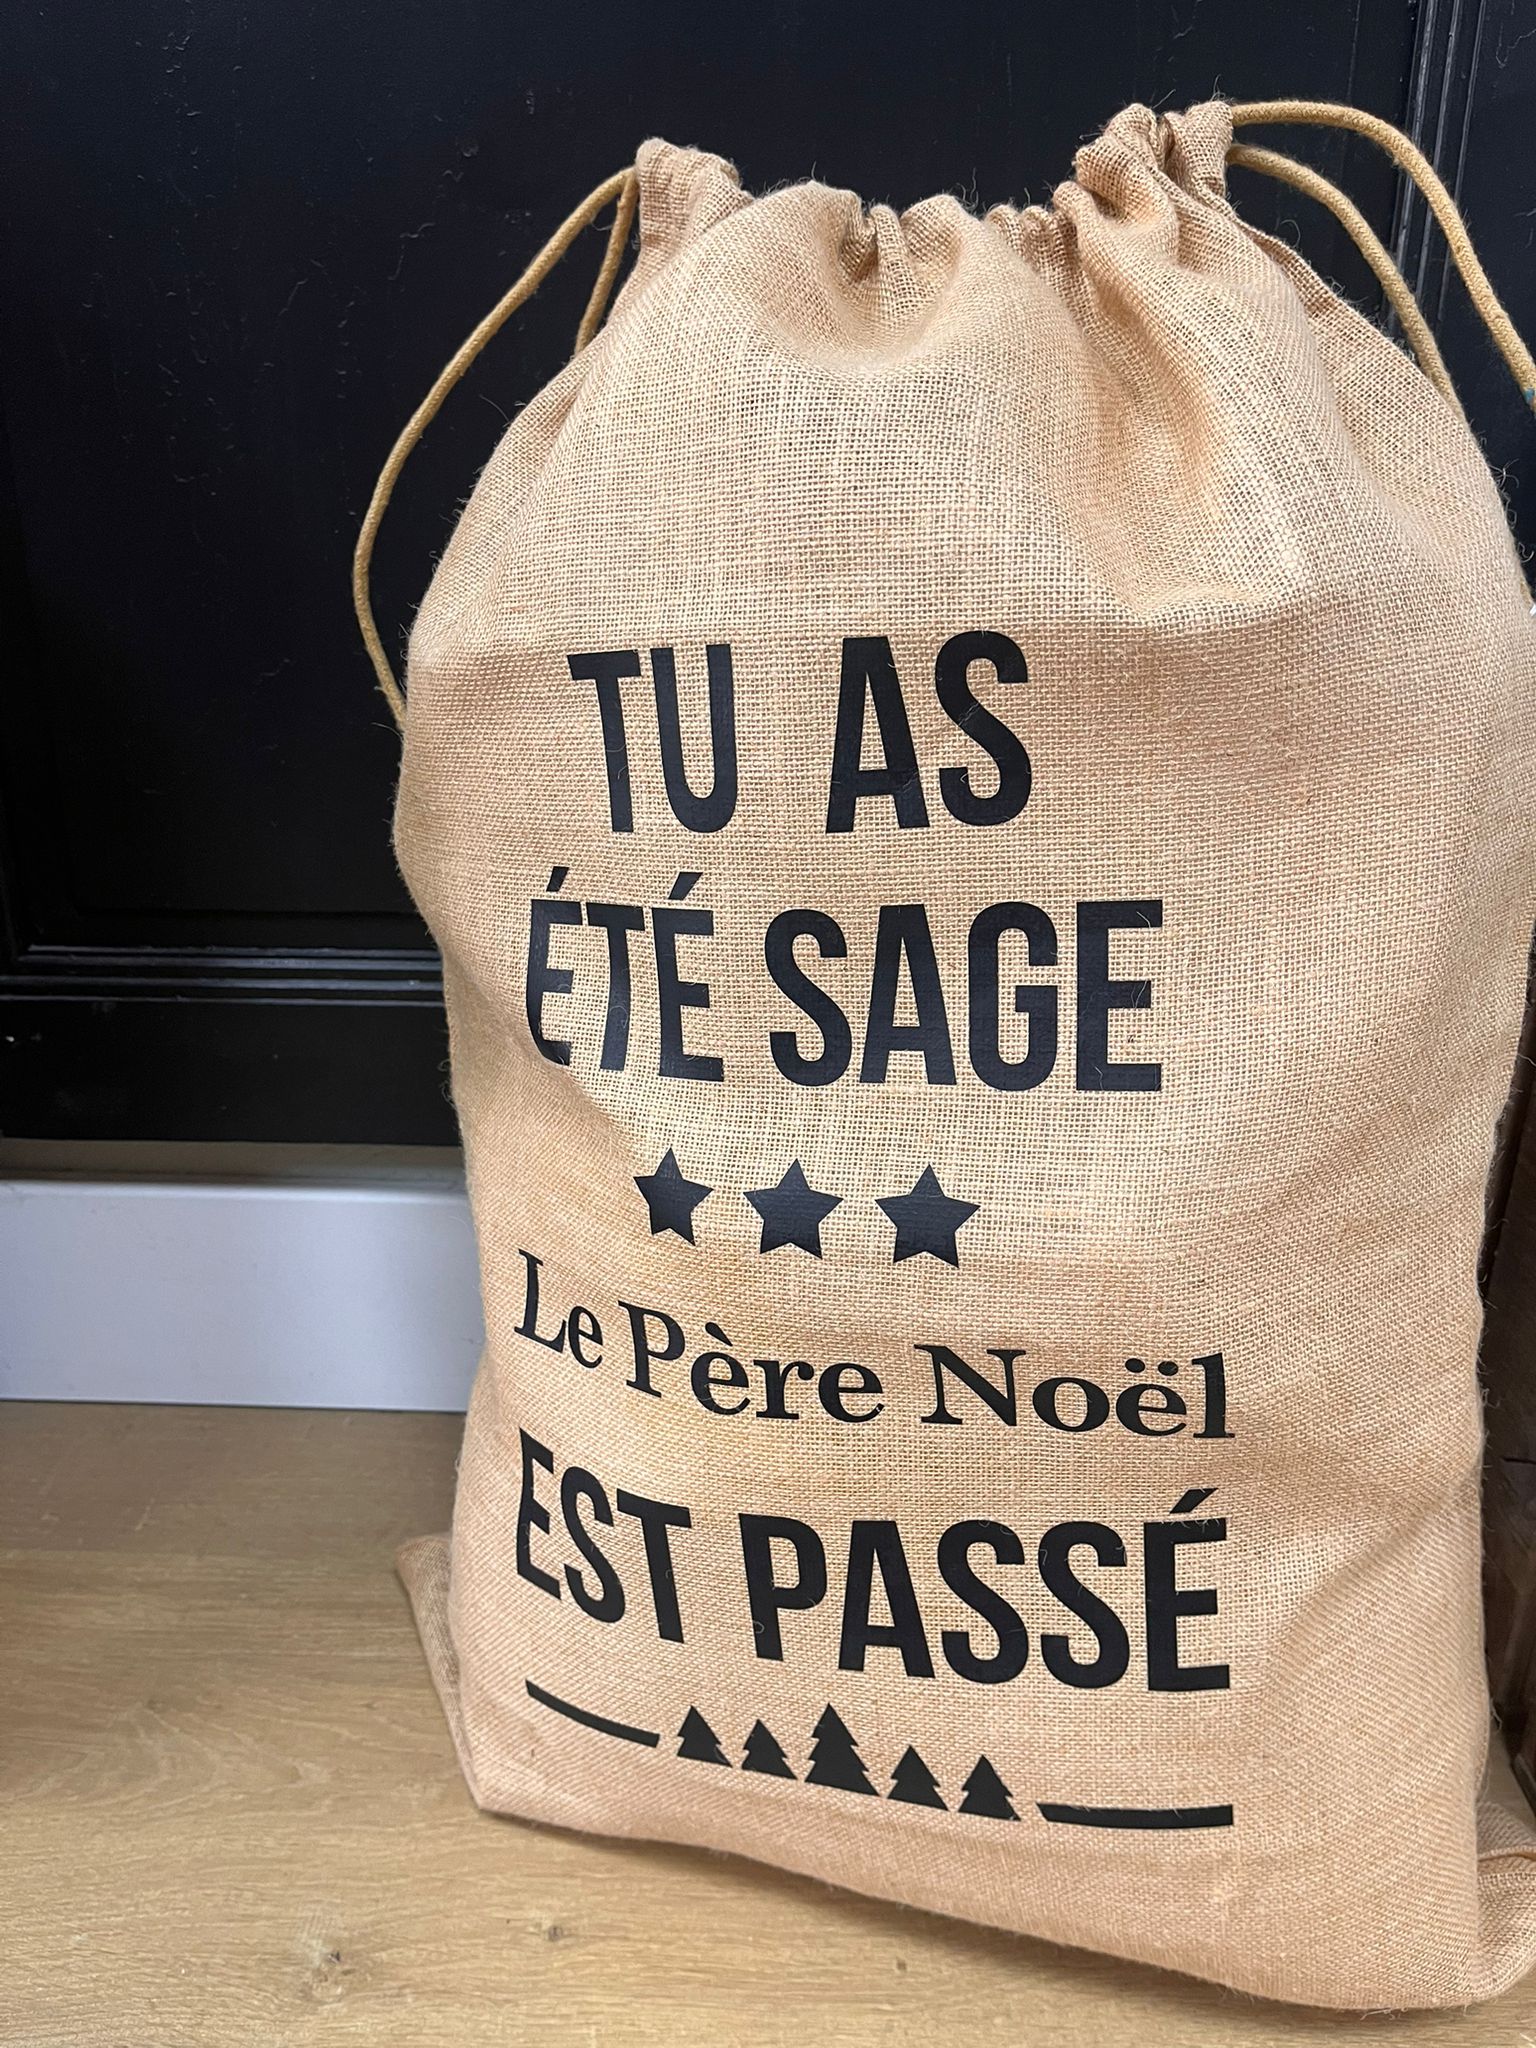 TU AS
ÉTÉ SAGE
Le Père Noël
EST PASSÉ